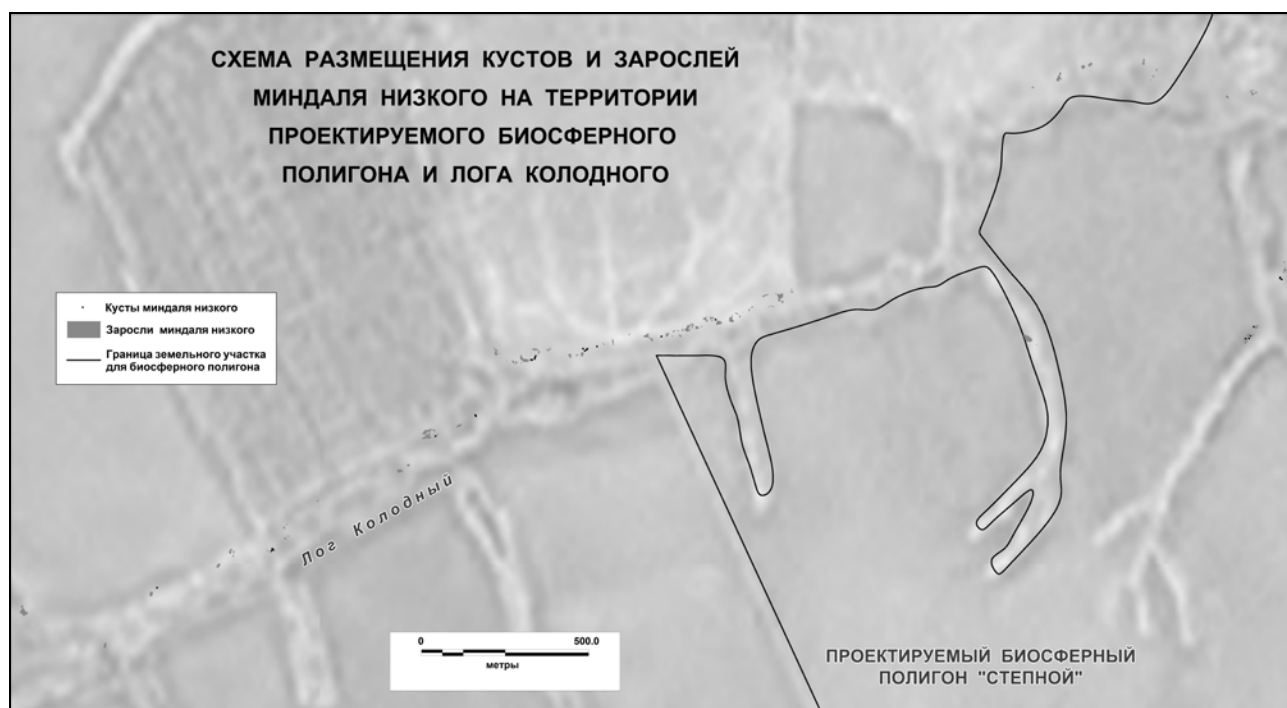 СХЕМА РАЗМЕЩЕНИЯ КУСТОВ И ЗАРОСЛЕЙ
МИНДАЛЯ НИЗКОГО НА ТЕРРИТОРИИ
ПРОЕКТИРУЕМОГО БИОСФЕРНОГО
ПОЛИГОНА И ЛОГА КОЛОДНОГО
Кусты миндаля низкого
Заросли миндаля низкого
Граница земельного участка
для биосферного полигона
Лог Колодный
0 500.0
метры
ПРОЕКТИРУЕМЫЙ БИОСФЕРНЫЙ
ПОЛИГОН "СТЕПНОЙ"